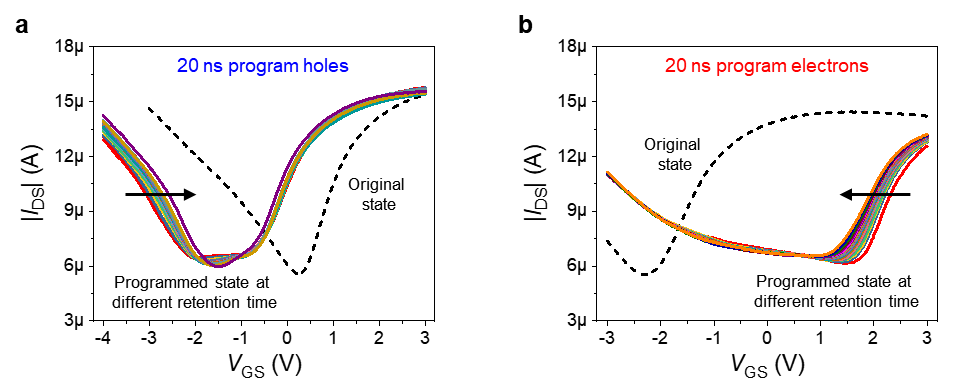 a
18µ
15µ
12µ
9µ
6µ
3µ
|IDS| (A)
20 ns program holes
Original
state
Programmed state at
different retention time
-4 -3 -2 -1 0 1 2 3
VGS (V)
b
18µ
15µ
12µ
9µ
6µ
3µ
|IDS| (A)
20 ns program electrons
Original
state
Programmed state at
different retention time
-3 -2 -1 0 1 2 3
VGS (V)